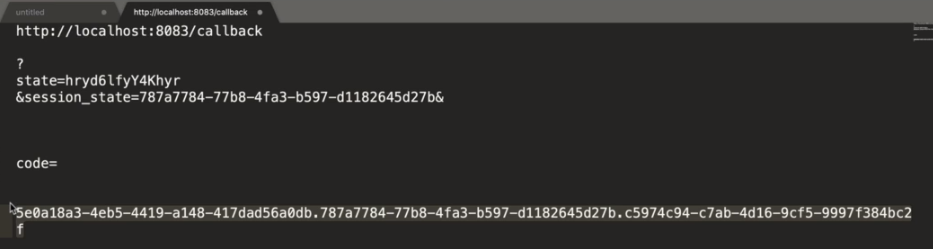 untitled
http://localhost:8083/callback
http://localhost:8083/callback
?
state=hryd6lfyY4Khyr
&session_state=787a7784-77b8-4fa3-b597-d1182645d27b&
code=
5e0a18a3-4eb5-4419-a148-417dad56a0db.787a7784-77b8-4fa3-b597-d1182645d27b.c5974c94-c7ab-4d16-9cf5-9997f384bc2
f